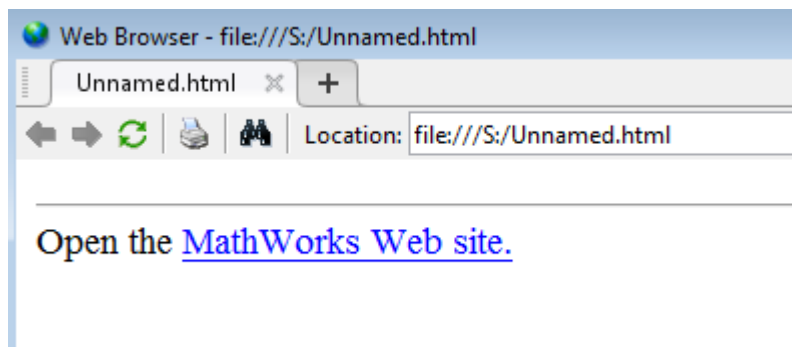 Web Browser - file:///S:/Unnamed.html
Unnamed.html
Location: file:///S:/Unnamed.html
Open the MathWorks Web site.